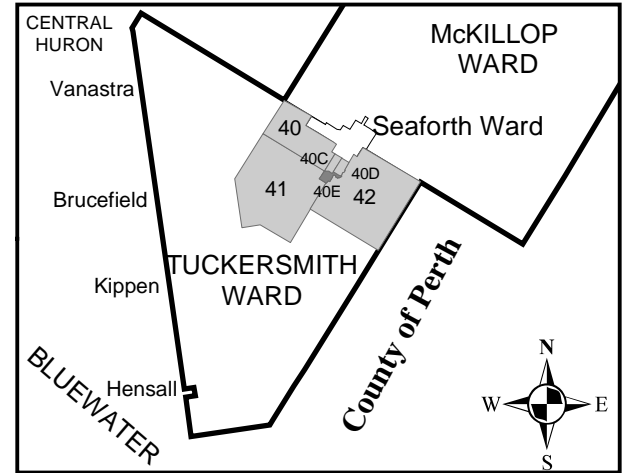 CENTRAL
HURON
McKILLOP
WARD
Vanastra
Seaforth Ward
40
40C
40D
40E
41
42
Brucefield
TUCKERSMITH
WARD
Kippen
County of Perth
Hensall
BLUEWATER
N
W
E
S